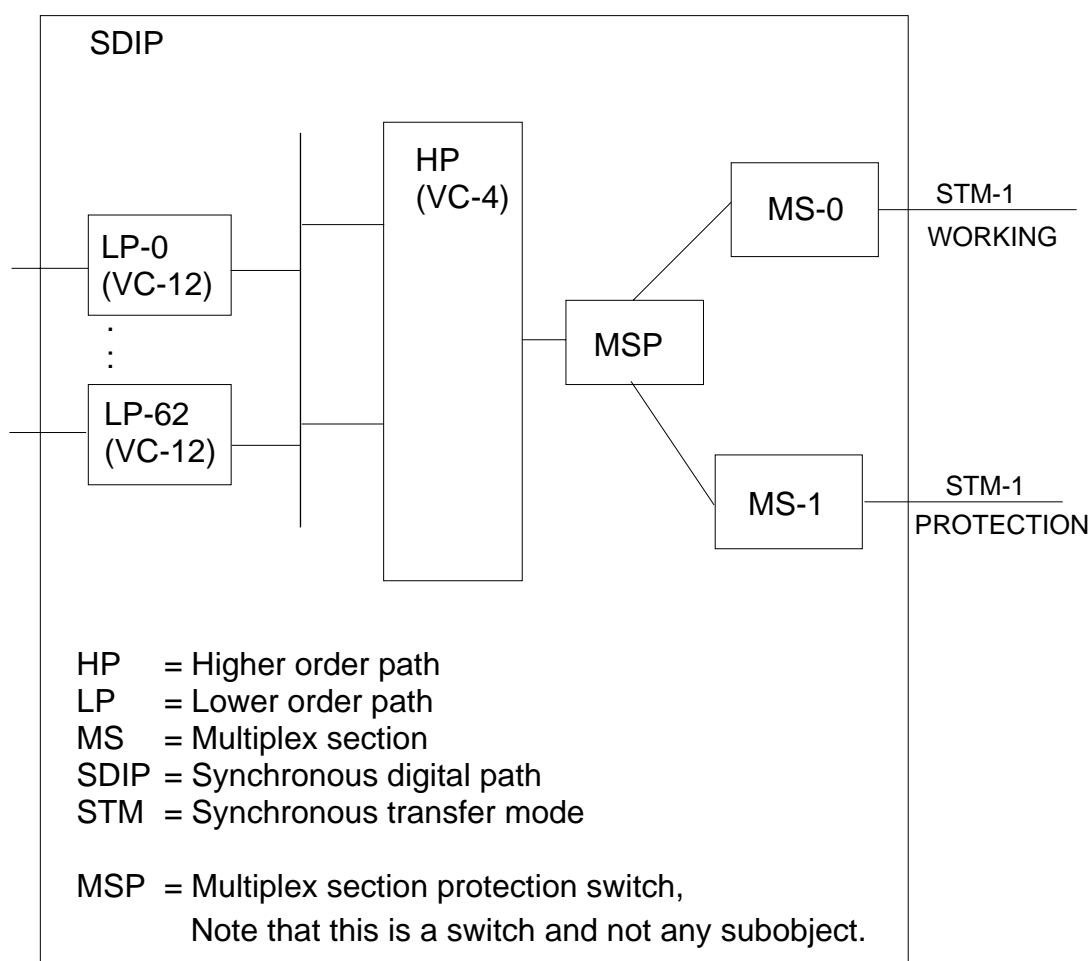 SDIP
HP
(VC-4)
MS-0
STM-1
WORKING
LP-0
(VC-12)
.
:
MSP
LP-62
(VC-12)
MS-1
STM-1
PROTECTION
HP = Higher order path
LP = Lower order path
MS = Multiplex section
SDIP = Synchronous digital path
STM = Synchronous transfer mode
MSP = Multiplex section protection switch,
Note that this is a switch and not any subobject.